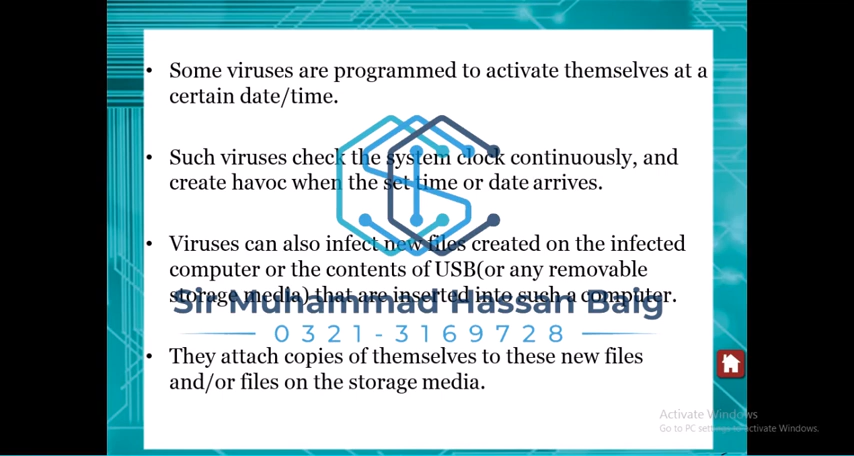 • Some viruses are programmed to activate themselves at a
certain date/time.
• Such viruses check the system clock continuously, and
create havoc when the set time or date arrives.
• Viruses can also infect new files created on the infected
computer or the contents of USB(or any removable
storage media) that are inserted into such a computer.
Sir Muhammad Hassan Baig
0321-3169728
• They attach copies of themselves to these new files
and/or files on the storage media.
Activate Windows
Go to PC settings to activate Windows.